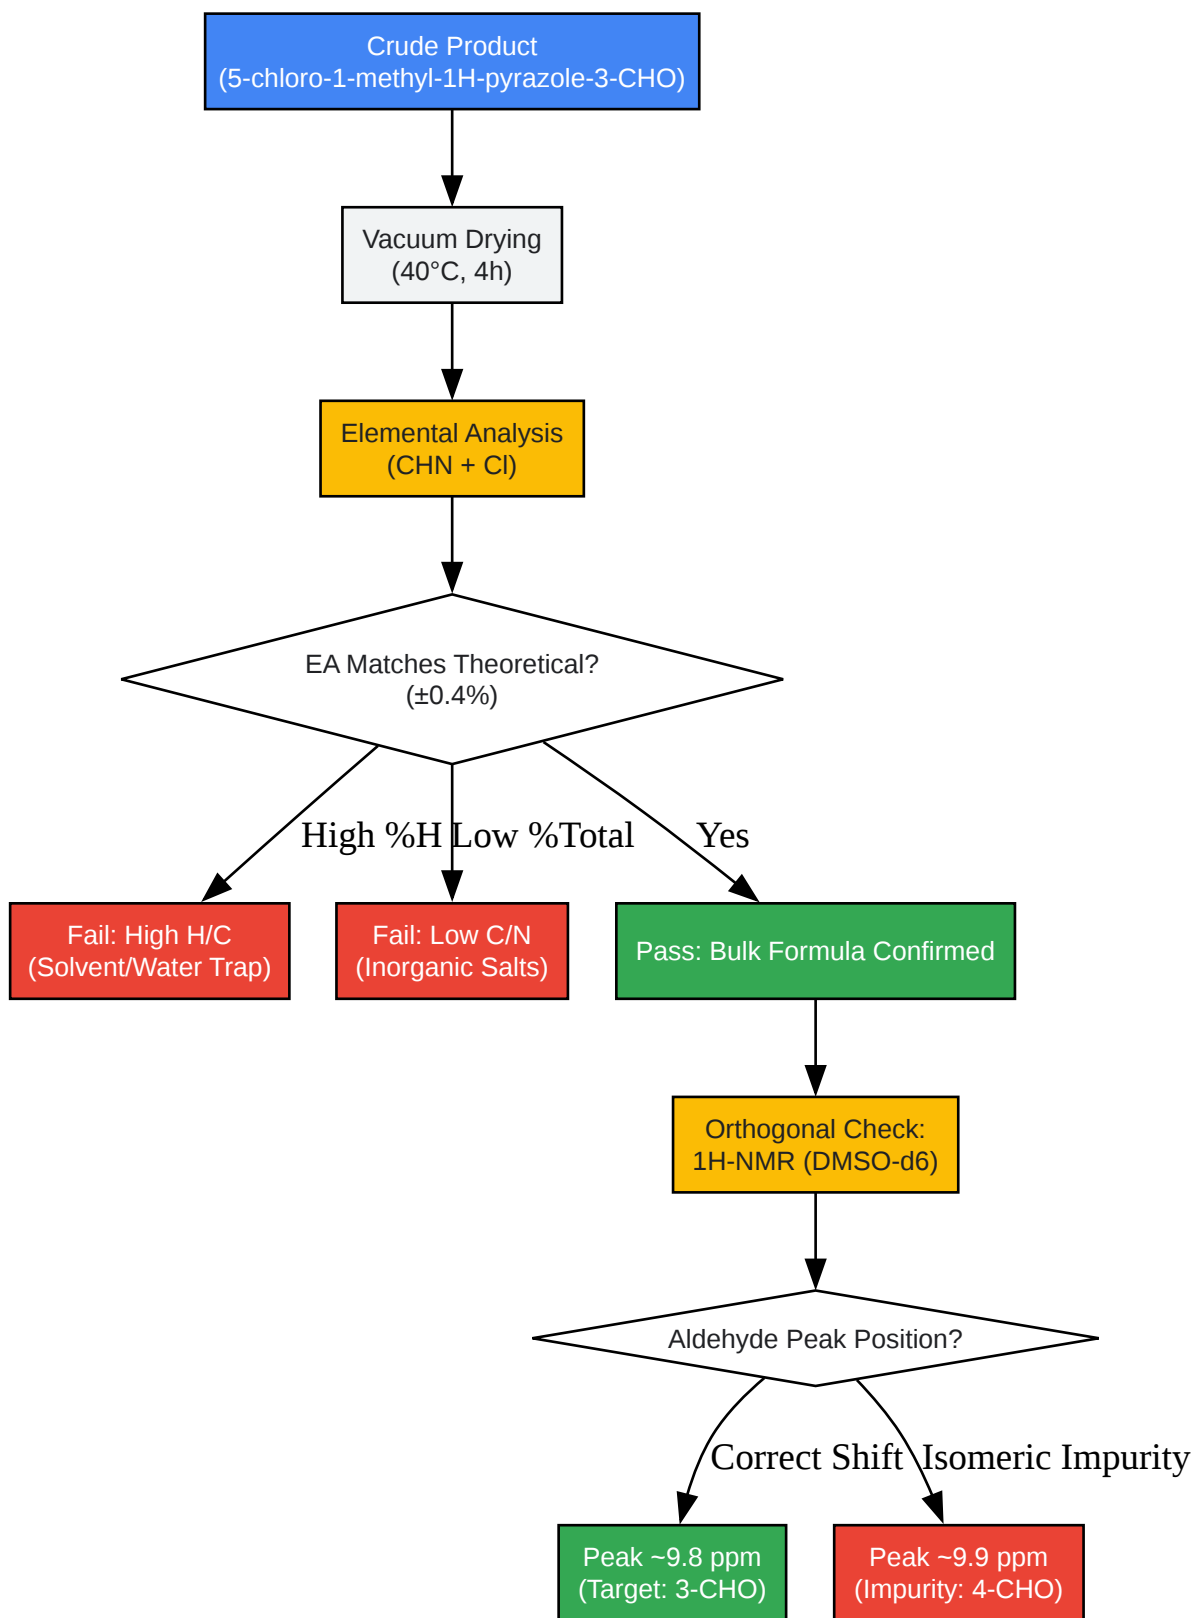 Crude Product
(5-chloro-1-methyl-1H-pyrazole-3-CHO)
Vacuum Drying
(40°C, 4h)
Elemental Analysis
(CHN + Cl)
EA Matches Theoretical?
(±0.4%)
High %H
Low %Total
Yes
Fail: High H/C
(Solvent/Water Trap)
Fail: Low C/N
(Inorganic Salts)
Pass: Bulk Formula Confirmed
Orthogonal Check:
1H-NMR (DMSO-d6)
Aldehyde Peak Position?
Correct Shift
Isomeric Impurity
Peak ~9.8 ppm
(Target: 3-CHO)
Peak ~9.9 ppm
(Impurity: 4-CHO)